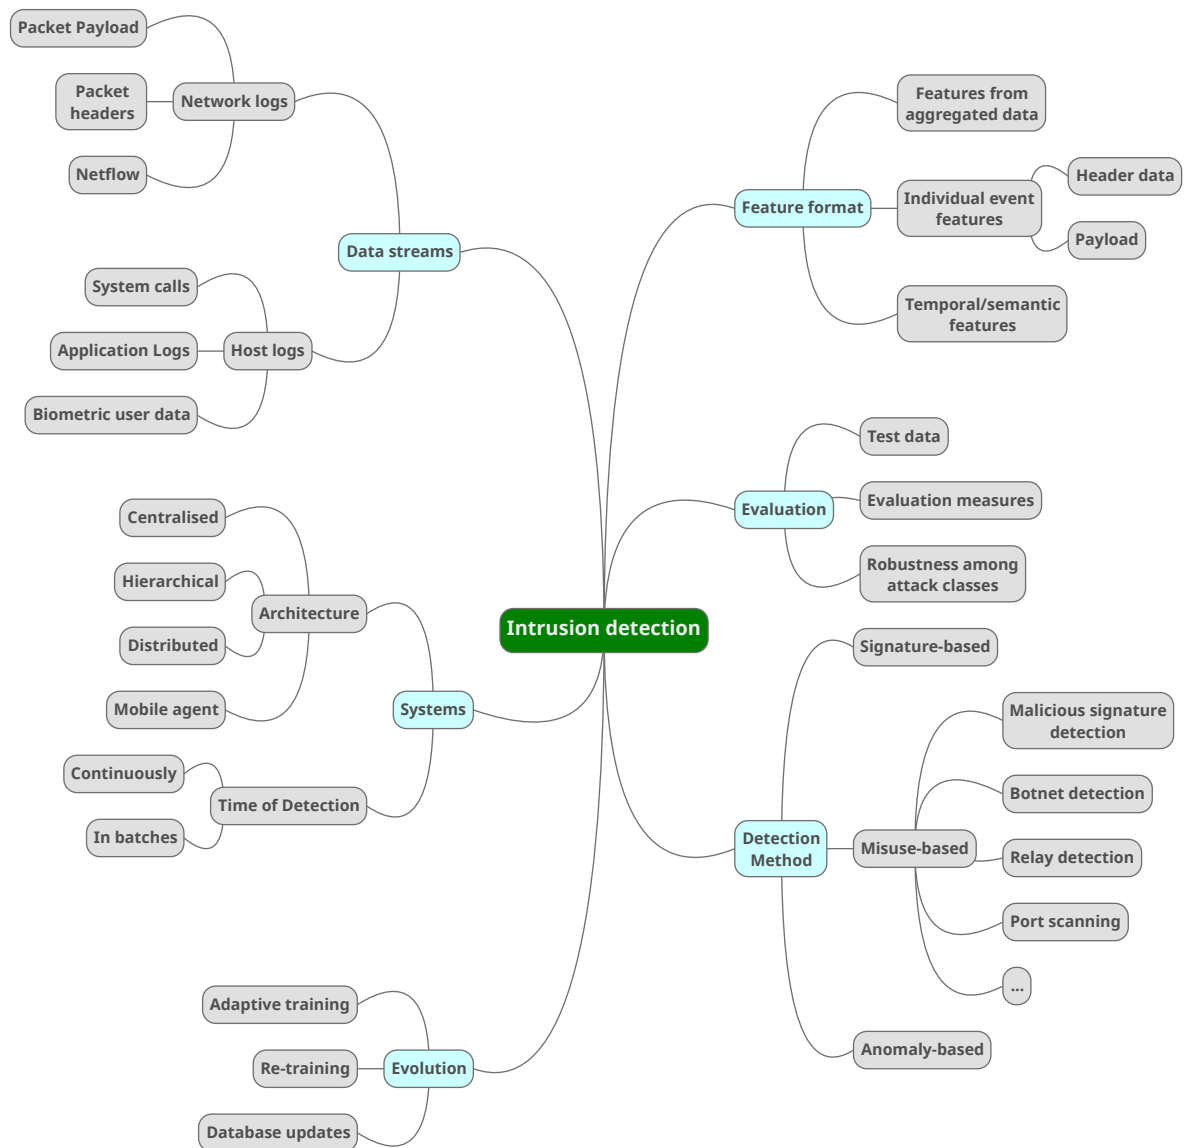 Packet Payload
Packet
headers
Network logs
Netflow
Data streams
System calls
Application Logs
Host logs
Biometric user data
Centralised
Hierarchical
Architecture
Distributed
Mobile agent
Systems
Continuously
Time of Detection
In batches
Adaptive training
Re-training
Evolution
Database updates
Intrusion detection
Features from
aggregated data
Feature format
Individual event
features
Header data
Payload
Temporal/semantic
features
Test data
Evaluation
Evaluation measures
Robustness among
attack classes
Signature-based
Detection
Method
Misuse-based
Malicious signature
detection
Botnet detection
Relay detection
Port scanning
...
Anomaly-based